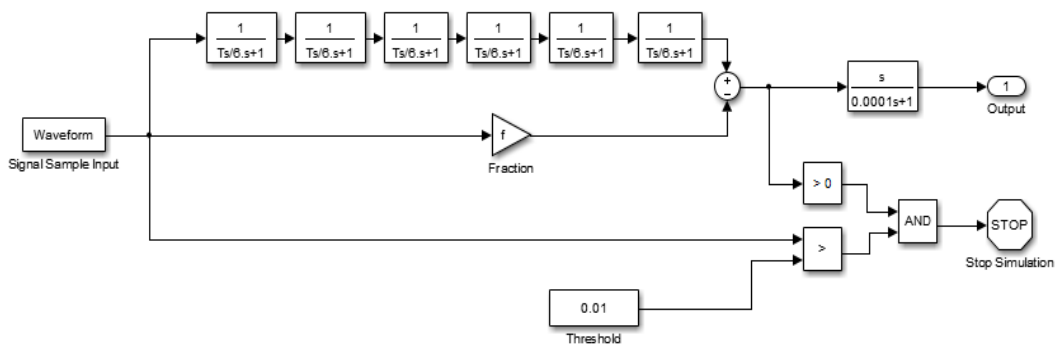 1
Ts/6.s+1
1
Ts/6.s+1
1
Ts/6.s+1
1
Ts/6.s+1
1
Ts/6.s+1
1
Ts/6.s+1
+
−
s
0.0001s+1
1
Output
Waveform
Signal Sample Input
f
Fraction
> 0
AND
STOP
Stop Simulation
>
0.01
Threshold